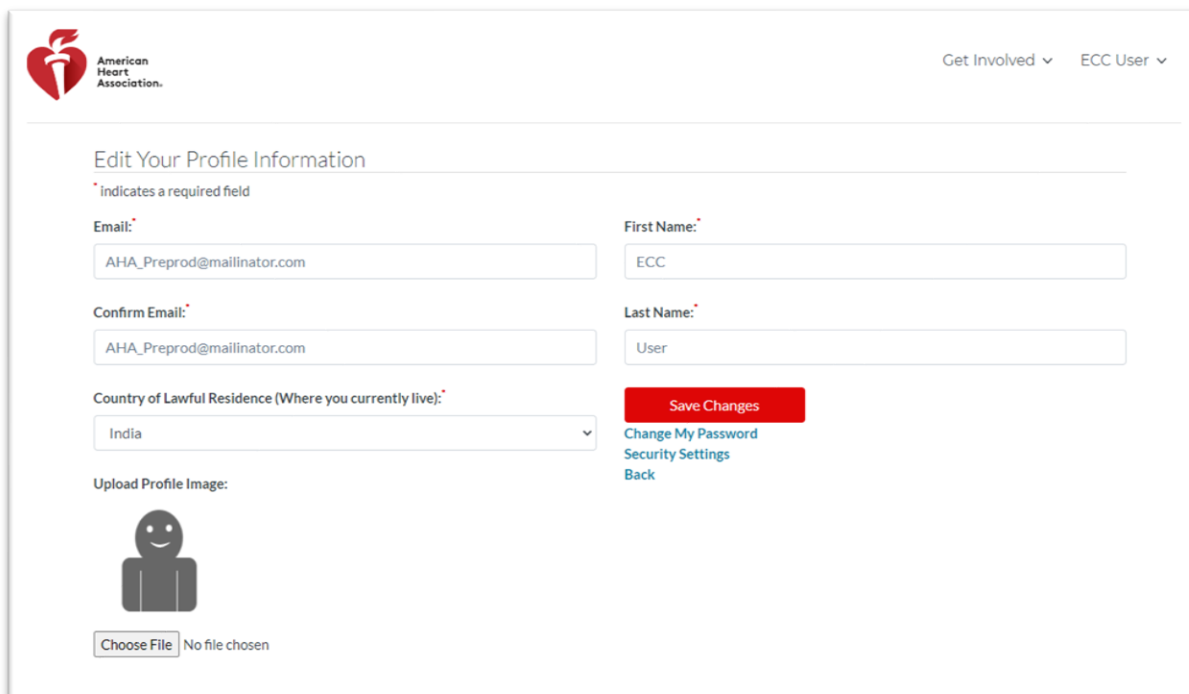 American
Heart
Association.
Get Involved
ECC User
Edit Your Profile Information
* indicates a required field
Email:*
AHA_Preprod@mailinator.com
First Name:*
ECC
Confirm Email:*
AHA_Preprod@mailinator.com
Last Name:*
User
Country of Lawful Residence (Where you currently live):*
India
Save Changes
Change My Password
Security Settings
Back
Upload Profile Image:
Choose File No file chosen